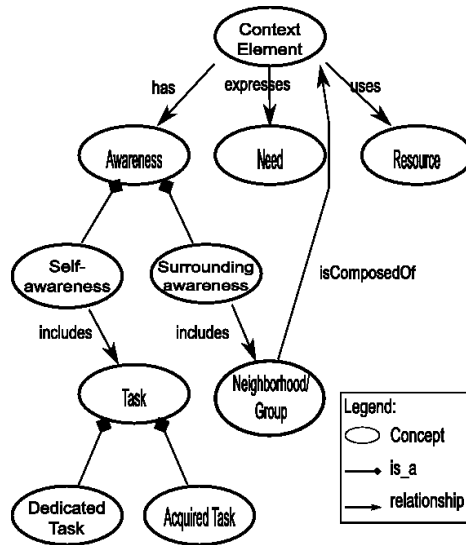 Context
Element
has
expresses
uses
Awareness
Need
Resource
Self-
awareness
Surrounding
awareness
isComposedOf
includes
includes
Task
Neighborhood/
Group
Legend:
Concept
is_a
relationship
Dedicated
Task
Acquired Task